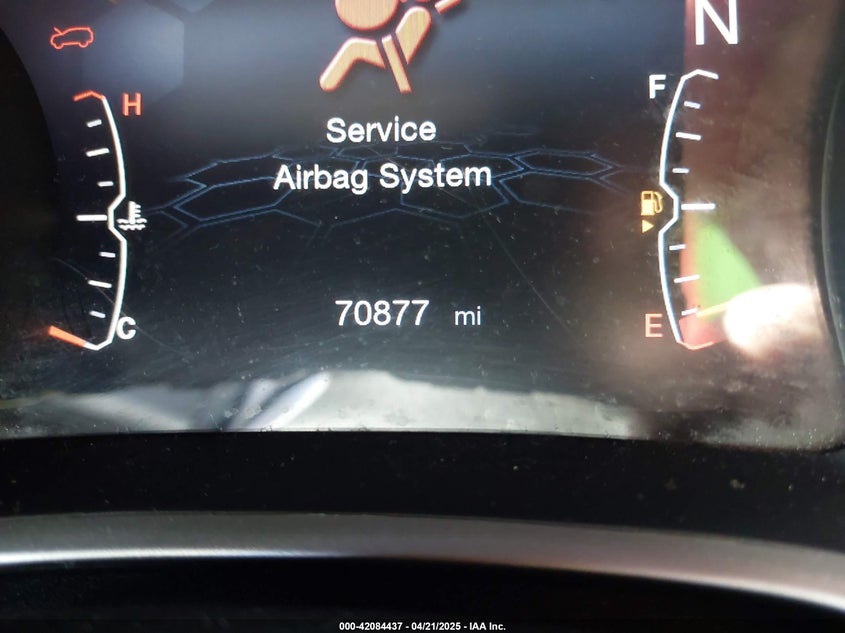 N
H
F
Service
Airbag System
70877 mi
C
E
000-42084437 - 04/21/2025 - IAA Inc.